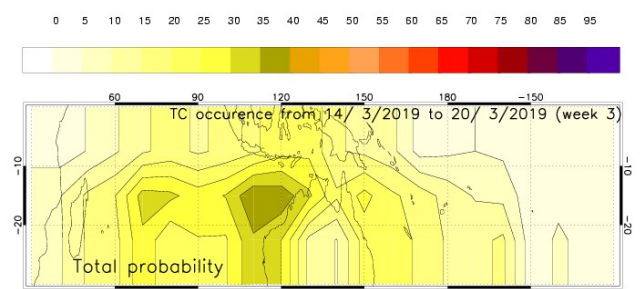 0 5 10 15 20 25 30 35 40 45 50 55 60 65 70 75 80 85 95
60 90 120 150 180 -150
TC occurence from 14/ 3/2019 to 20/ 3/2019 (week 3)
-10 -10
-20 -20
Total probability